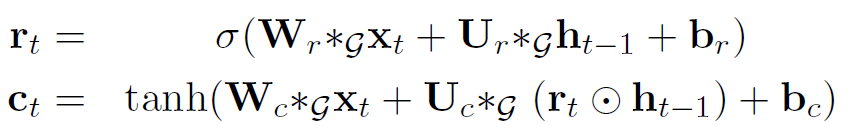 r_t = σ(W_r *_𝒢 x_t + U_r *_𝒢 h_{t−1} + b_r)
c_t = tanh(W_c *_𝒢 x_t + U_c *_𝒢 (r_t ⊙ h_{t−1}) + b_c)